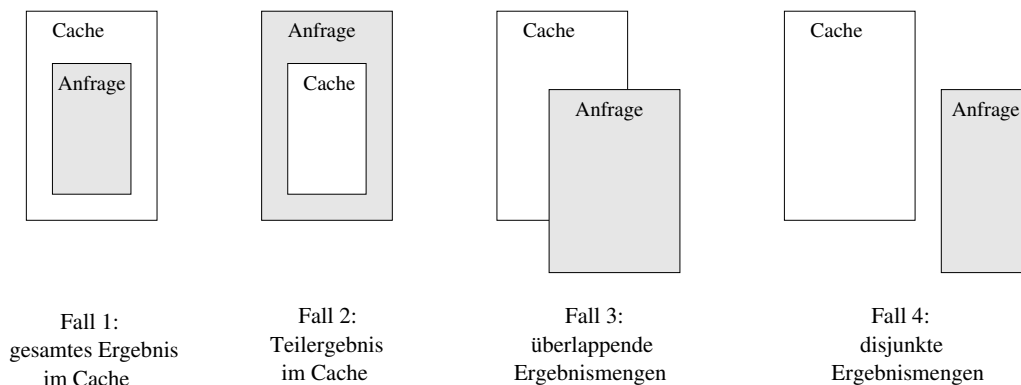 Cache
Anfrage
Anfrage
Cache
Cache
Anfrage
Cache
Anfrage
Fall 1:
gesamtes Ergebnis
im Cache
Fall 2:
Teilergebnis
im Cache
Fall 3:
überlappende
Ergebnismengen
Fall 4:
disjunkte
Ergebnismengen